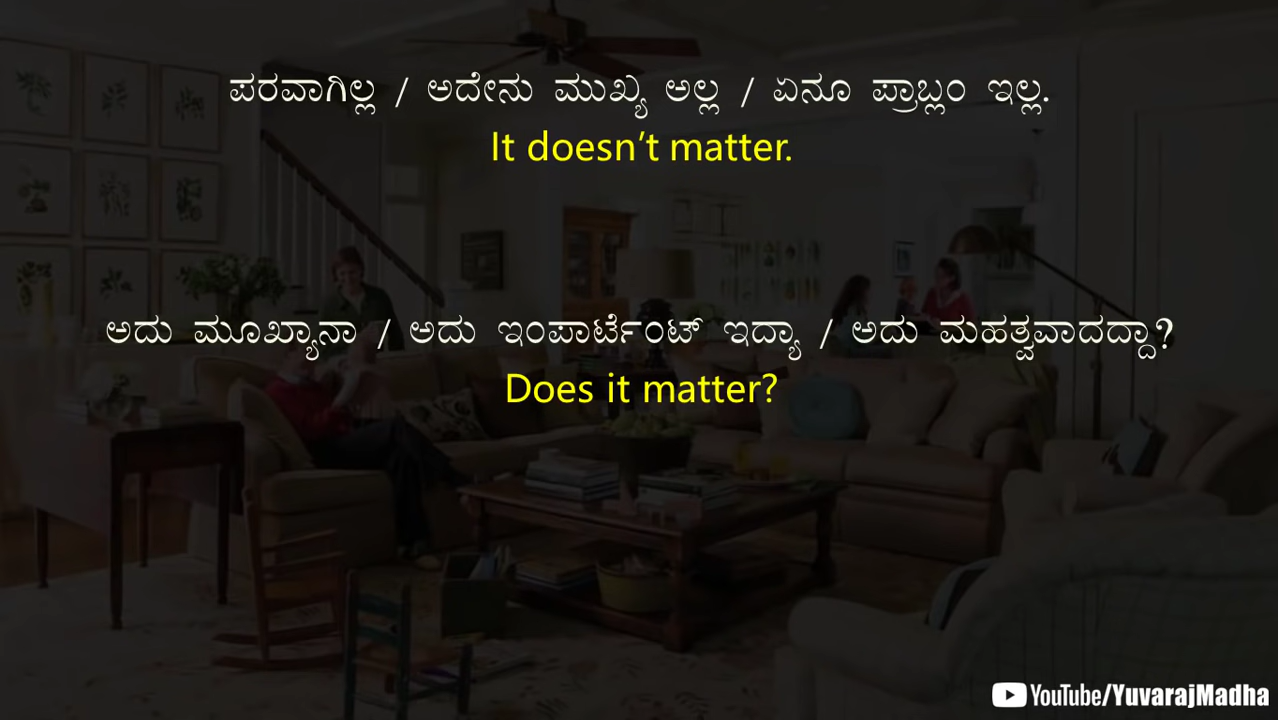 ಪರವಾಗಿಲ್ಲ / ಅದೇನು ಮುಖ್ಯ ಅಲ್ಲ / ಏನೂ ಪ್ರಾಬ್ಲಂ ಇಲ್ಲ.
It doesn't matter.
ಅದು ಮೂಖ್ಯಾನಾ / ಅದು ಇಂಪಾರ್ಟೆಂಟ್ ಇದ್ಯಾ / ಅದು ಮಹತ್ವವಾದದ್ದಾ?
Does it matter?
YouTube/YuvarajMadha